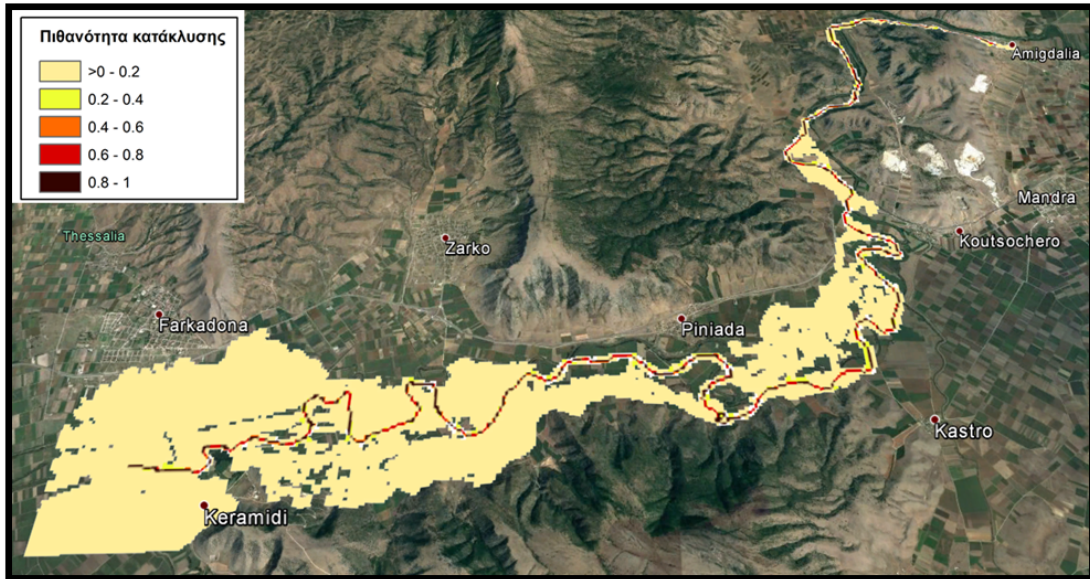 Πιθανότητα κατάκλυσης
>0 - 0.2
0.2 - 0.4
0.4 - 0.6
0.6 - 0.8
0.8 - 1
Amigdalia
Mandra
Koutsochero
Thessalia
Zarko
Farkadona
Piniada
Kastro
Keramidi